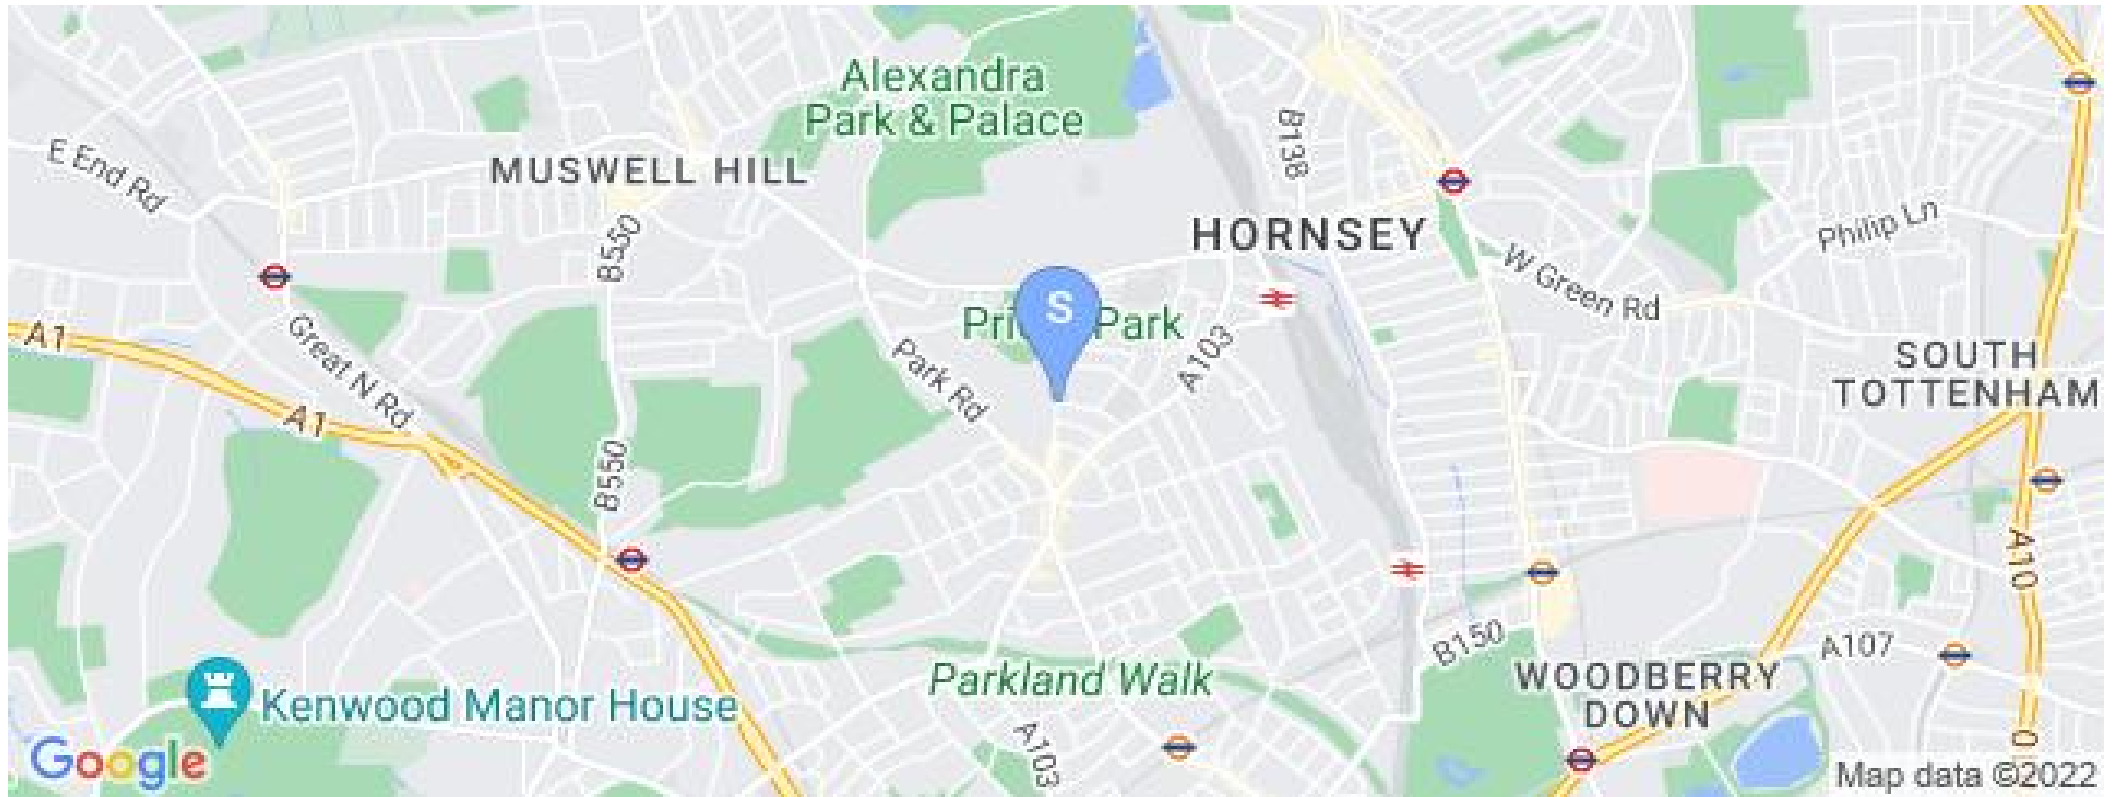 Alexandra
Park & Palace
B138
E End Rd
MUSWELL HILL
Philip Ln
B550
HORNSEY
W Green Rd
S
Pri Park
A1
Great N Rd
Park Rd
A103
SOUTH
TOTTENHAM
A1
B550
A10
B150
A107
Parkland Walk
WOODBERRY
DOWN
Kenwood Manor House
A103
Google
Map data ©2022